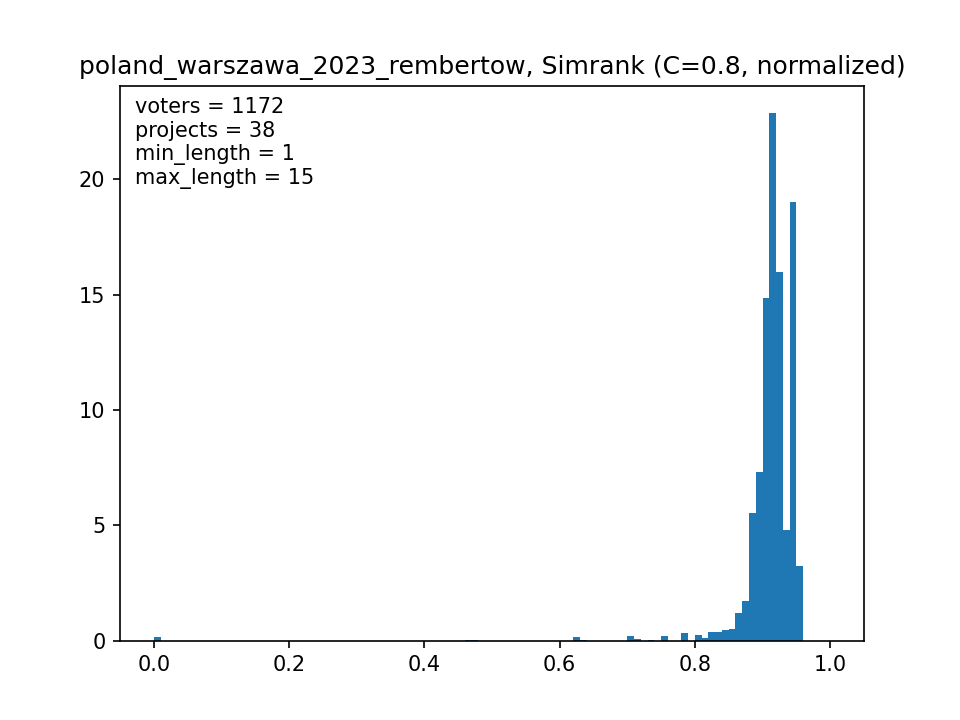 poland_warszawa_2023_rembertow, Simrank (C=0.8, normalized)
voters = 1172
projects = 38
min_length = 1
max_length = 15
20
15
10
5
0
0.0 0.2 0.4 0.6 0.8 1.0